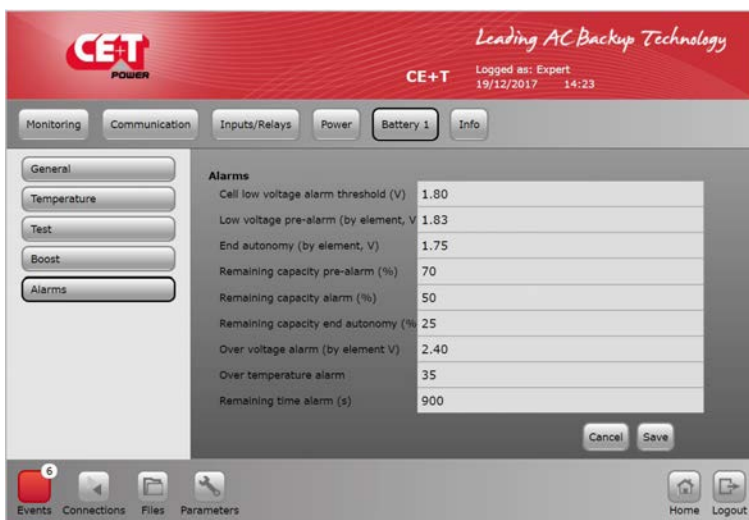 CE+T
POWER
Leading AC Backup Technology
CE+T
Logged as: Expert
19/12/2017 14:23
Monitoring Communication Inputs/Relays Power Battery 1 Info
General
Temperature
Test
Boost
Alarms
Alarms
Cell low voltage alarm threshold (V) 1.80
Low voltage pre-alarm (by element, V 1.83
End autonomy (by element, V) 1.75
Remaining capacity pre-alarm (%) 70
Remaining capacity alarm (%) 50
Remaining capacity end autonomy (% 25
Over voltage alarm (by element V) 2.40
Over temperature alarm 35
Remaining time alarm (s) 900
Cancel Save
6
Events Connections Files Parameters Home Logout